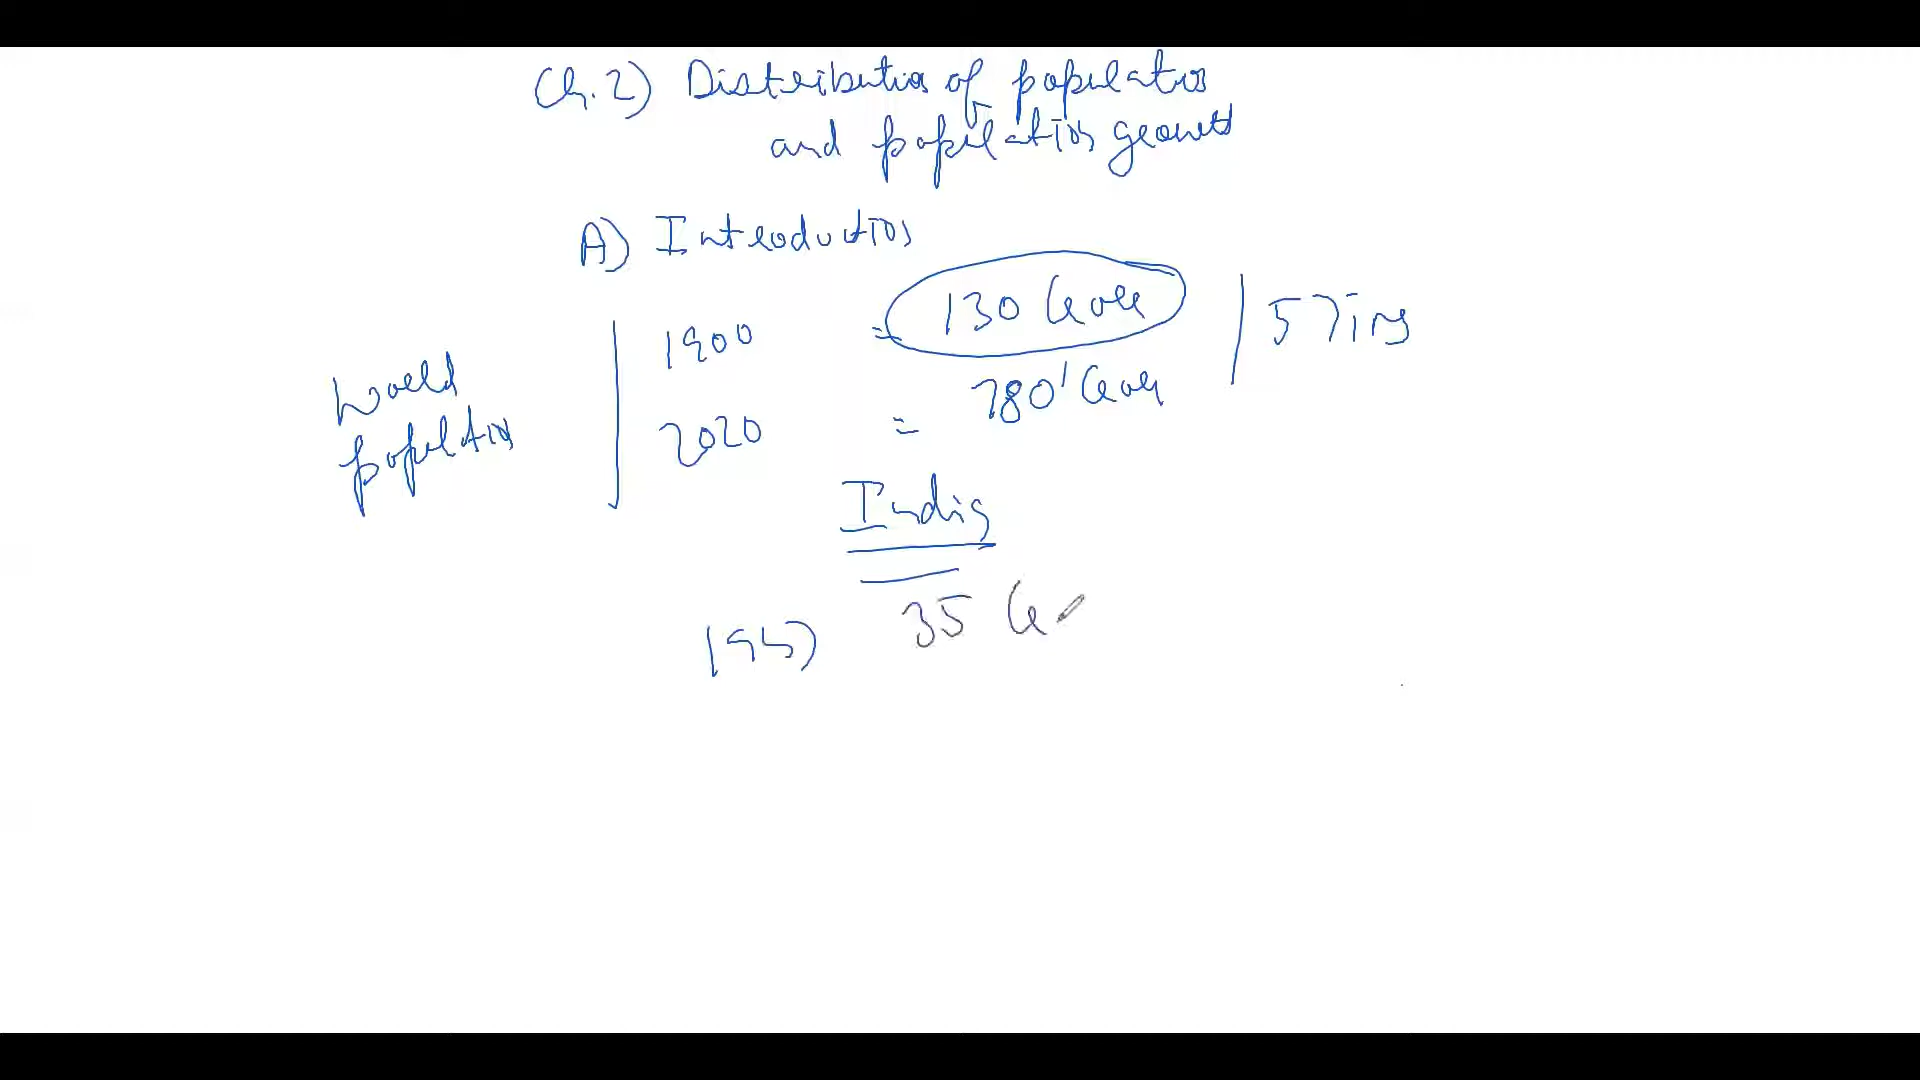 Ch. 2) Distribution of population
and population growth
A) Introduction
World population
1900 = 130 Crore
2020 = 780 Crore
5 Times
India
35 Cr